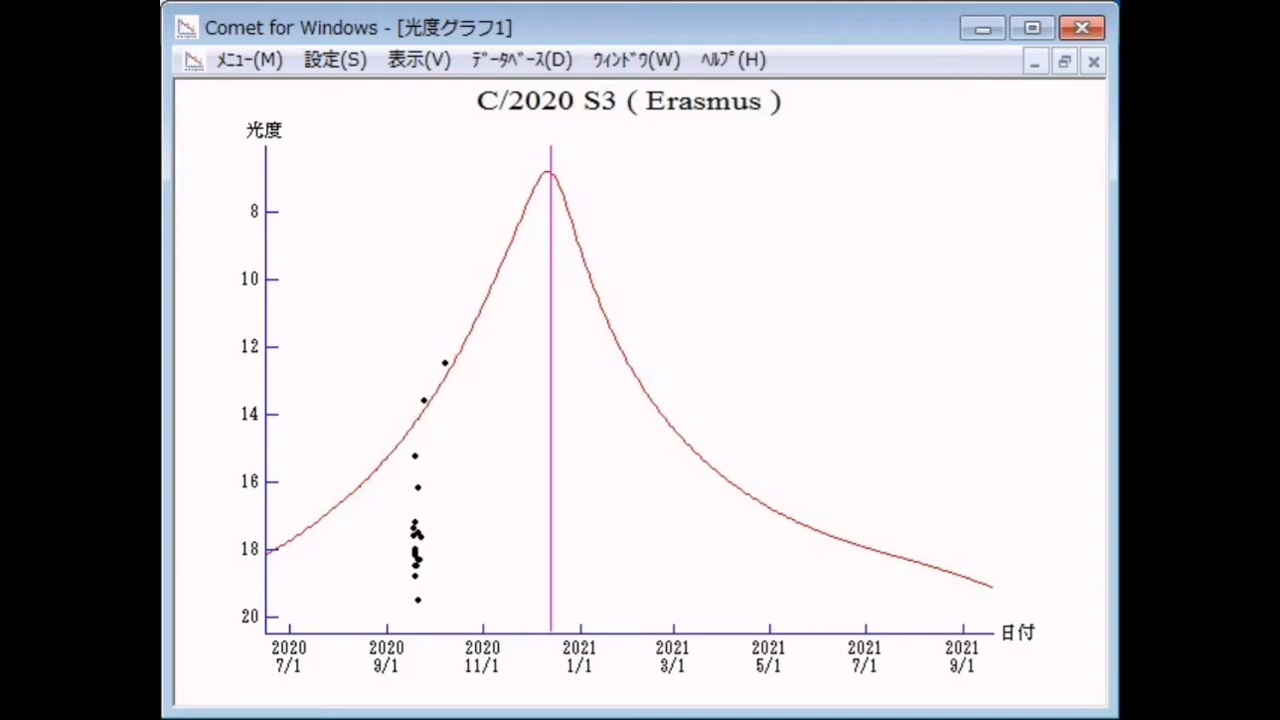 Comet for Windows - [光度グラフ1]
ﾒﾆｭｰ(M) 設定(S) 表示(V) ﾃﾞｰﾀﾍﾞｰｽ(D) ｳｨﾝﾄﾞｳ(W) ﾍﾙﾌﾟ(H)
C/2020 S3 ( Erasmus )
光度
8
10
12
14
16
18
20
日付
2020 2020 2020 2021 2021 2021 2021 2021
7/1 9/1 11/1 1/1 3/1 5/1 7/1 9/1